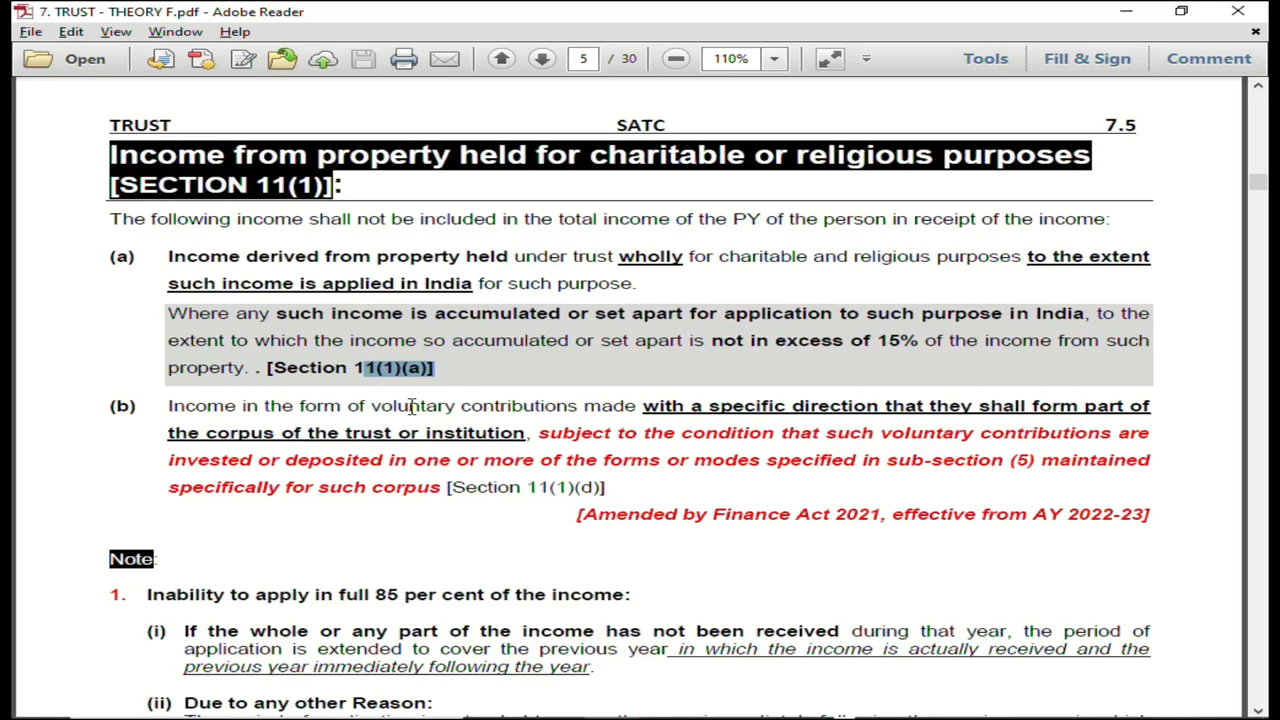 7. TRUST - THEORY F.pdf - Adobe Reader
File Edit View Window Help
Open 5 / 30 110% Tools Fill & Sign Comment
TRUST SATC 7.5
Income from property held for charitable or religious purposes
[SECTION 11(1)]:
The following income shall not be included in the total income of the PY of the person in receipt of the income:
(a) Income derived from property held under trust wholly for charitable and religious purposes to the extent
such income is applied in India for such purpose.
Where any such income is accumulated or set apart for application to such purpose in India, to the
extent to which the income so accumulated or set apart is not in excess of 15% of the income from such
property. . [Section 11(1)(a)]
(b) Income in the form of voluntary contributions made with a specific direction that they shall form part of
the corpus of the trust or institution, subject to the condition that such voluntary contributions are
invested or deposited in one or more of the forms or modes specified in sub-section (5) maintained
specifically for such corpus [Section 11(1)(d)]
[Amended by Finance Act 2021, effective from AY 2022-23]
Note:
1. Inability to apply in full 85 per cent of the income:
(i) If the whole or any part of the income has not been received during that year, the period of
application is extended to cover the previous year in which the income is actually received and the
previous year immediately following the year.
(ii) Due to any other Reason: